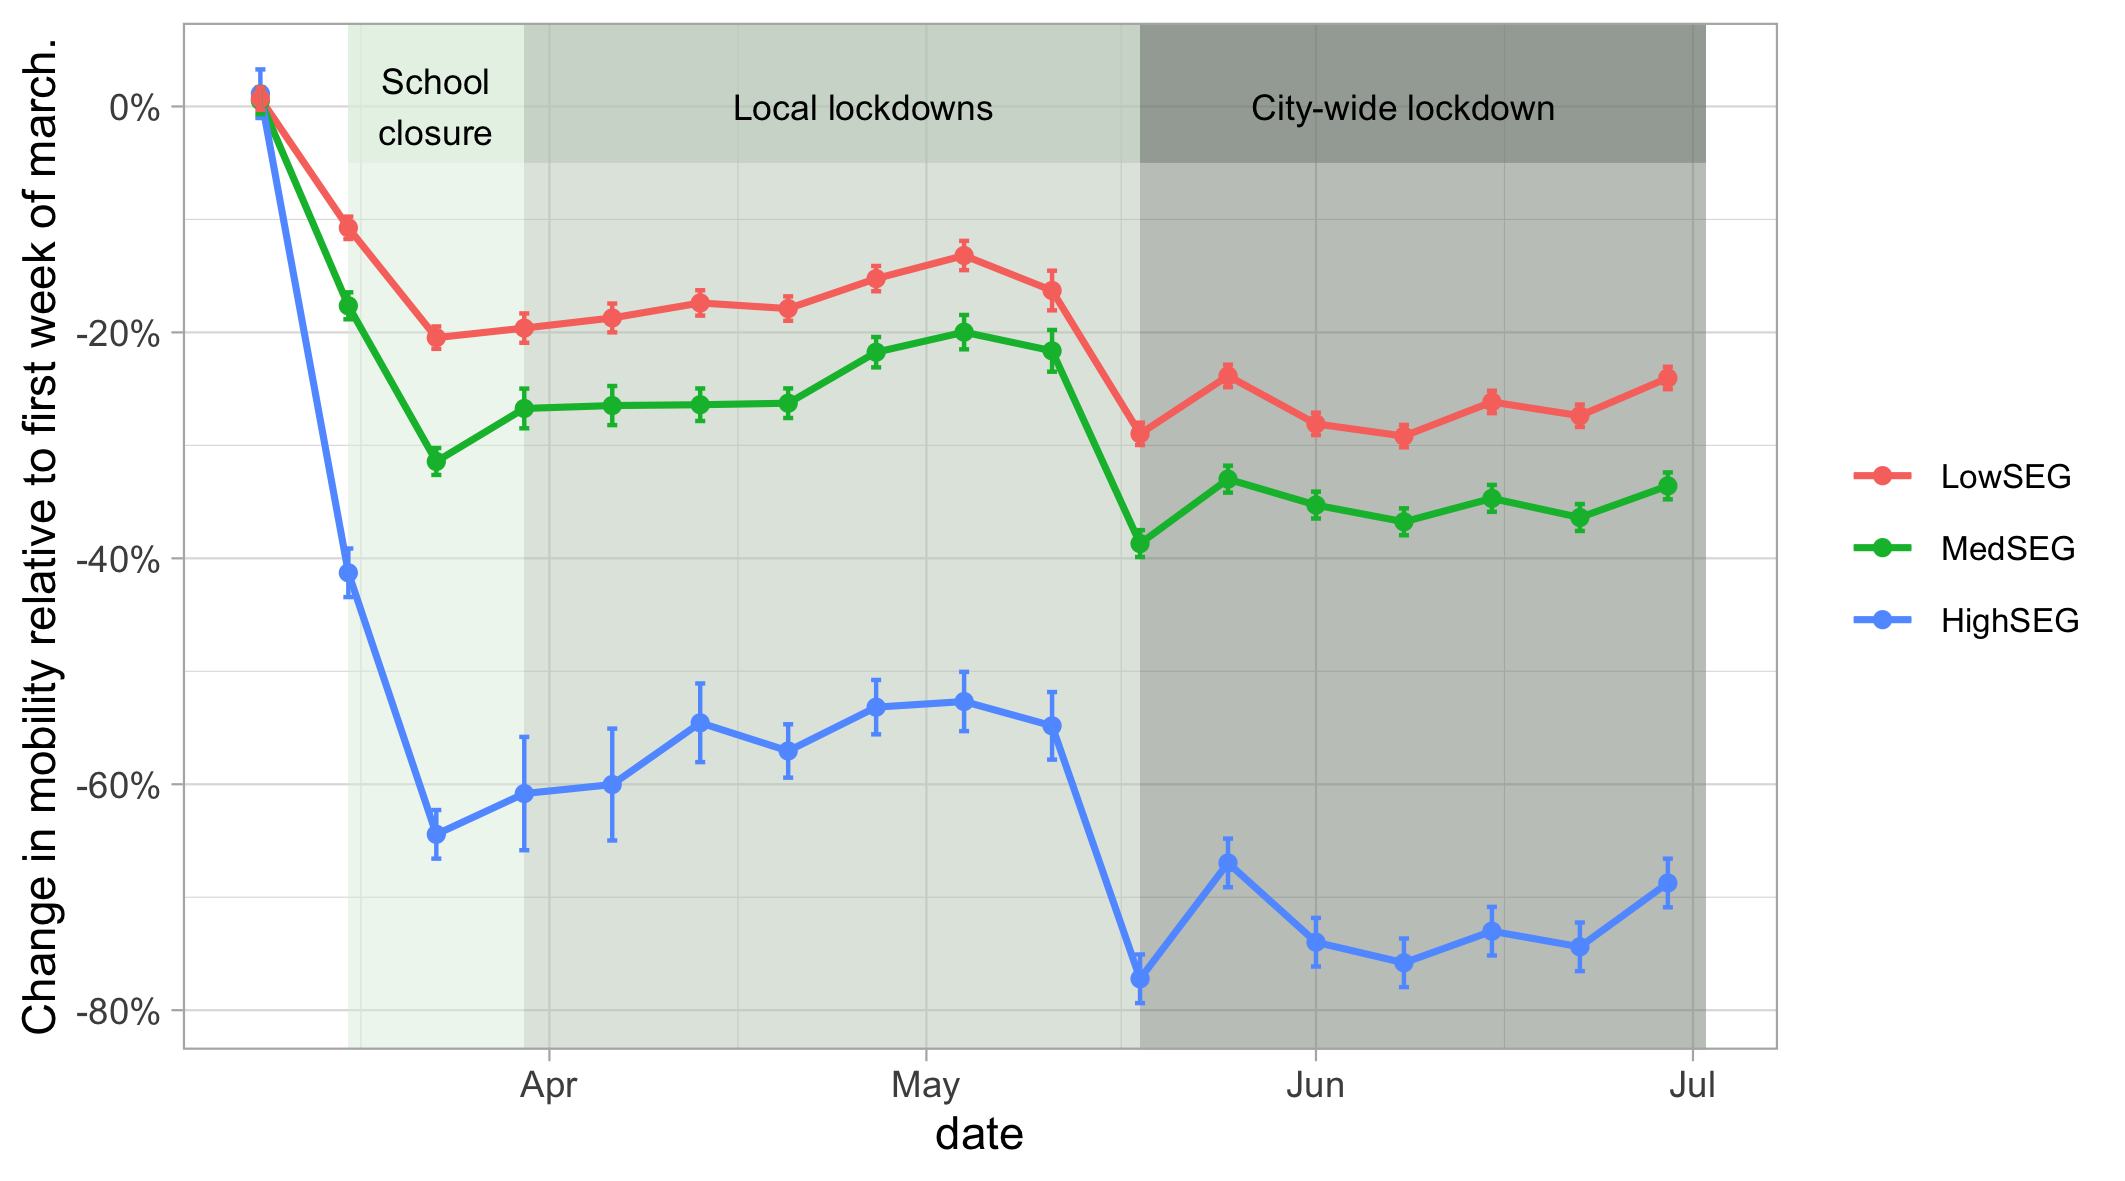 Change in mobility relative to first week of march.
0%
-20%
-40%
-60%
-80%
School
closure
Local lockdowns
City-wide lockdown
LowSEG
MedSEG
HighSEG
Apr
May
Jun
Jul
date